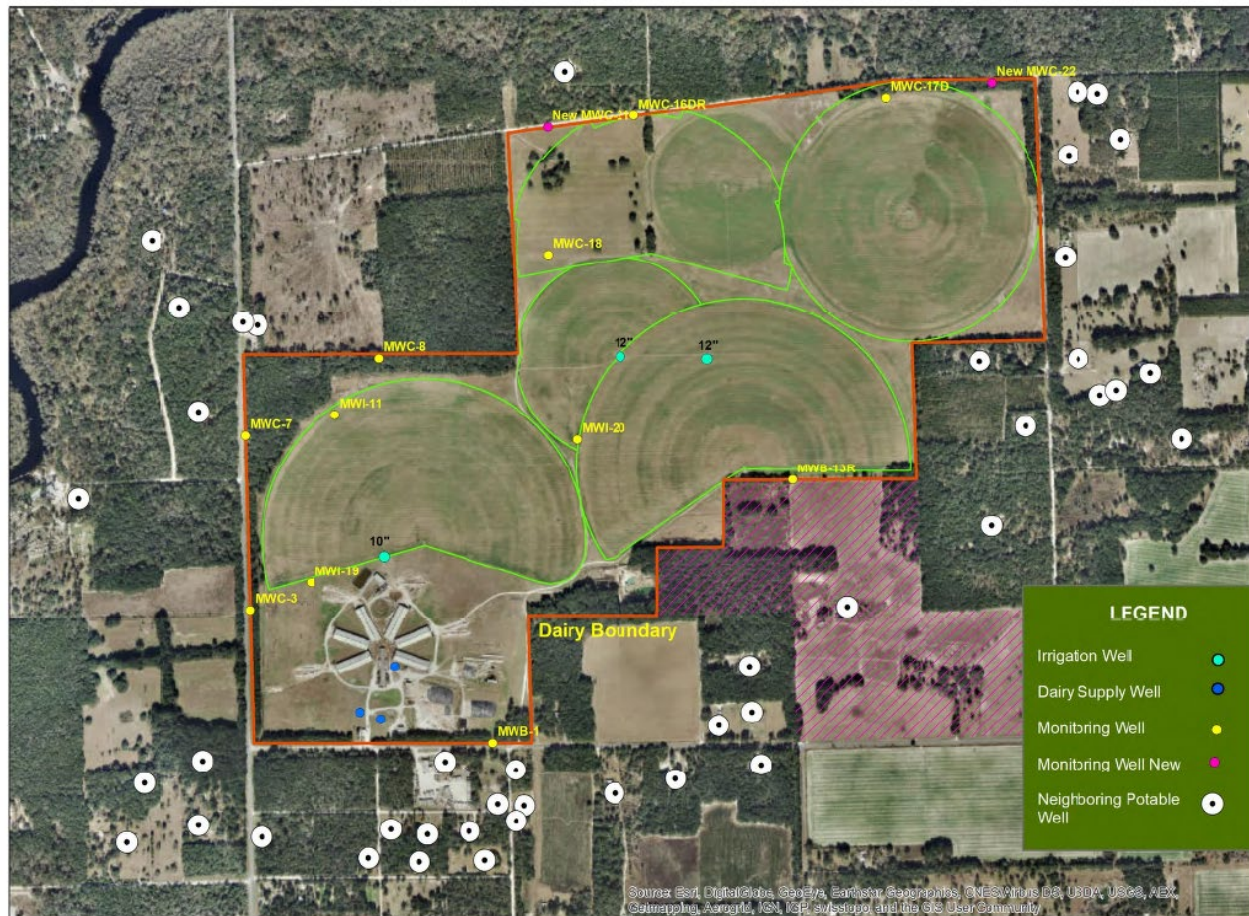 New MWC-22
MWC-17D
MWC-16DR
New MWC-21
MWC-18
12"
12"
MWC-8
MWI-11
MWC-7
MWI-20
MWB-13R
10"
MWI-19
MWC-3
Dairy Boundary
MWB-1
LEGEND
Irrigation Well
Dairy Supply Well
Monitoring Well
Monitoring Well New
Neighboring Potable
Well
Source: Esri, DigitalGlobe, GeoEye, Earthstar Geographics, CNES/Airbus DS, USDA, USGS, AEX,
Getmapping, Aerogrid, IGN, IGP, swisstopo, and the GIS User Community